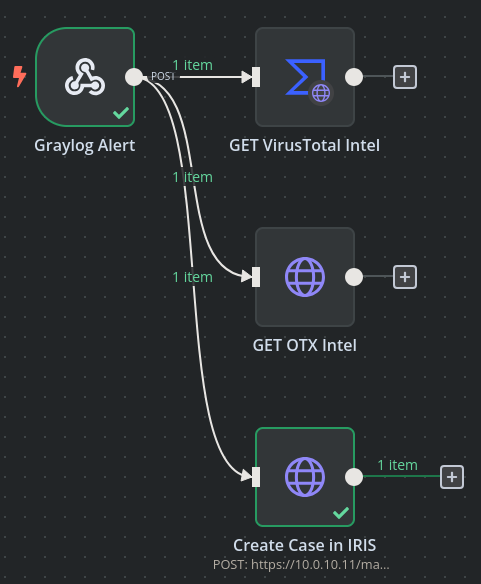 1 item
POST
Graylog Alert
GET VirusTotal Intel
1 item
1 item
GET OTX Intel
1 item
Create Case in IRIS
POST: https://10.0.10.11/ma...